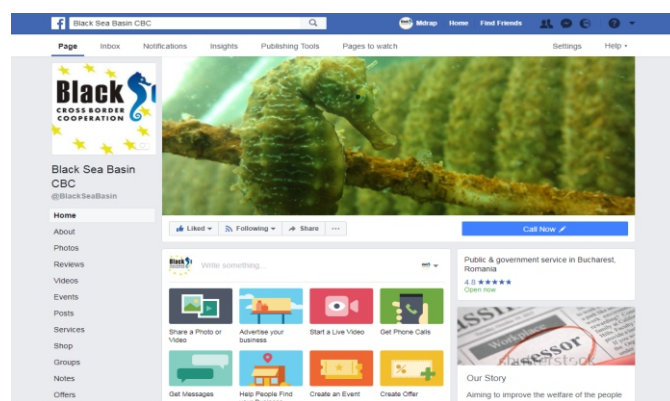 Black Sea Basin CBC
Mdrap Home Find Friends
Page Inbox Notifications Insights Publishing Tools Pages to watch Settings Help
Black
CROSS BORDER
COOPERATION
Black Sea Basin
CBC
@BlackSeaBasin
Home
About
Photos
Reviews
Videos
Events
Posts
Services
Shop
Groups
Notes
Offers
Liked Following Share ...
Call Now
Black
Write something...
Share a Photo or
Video
Advertise your
business
Start a Live Video
Get Phone Calls
Get Messages
Help People Find
Create an Event
Create Offer
Public & government service in Bucharest,
Romania
4.8 ★★★★★
Open now
Workplace
shutterstock
Our Story
Aiming to improve the welfare of the people